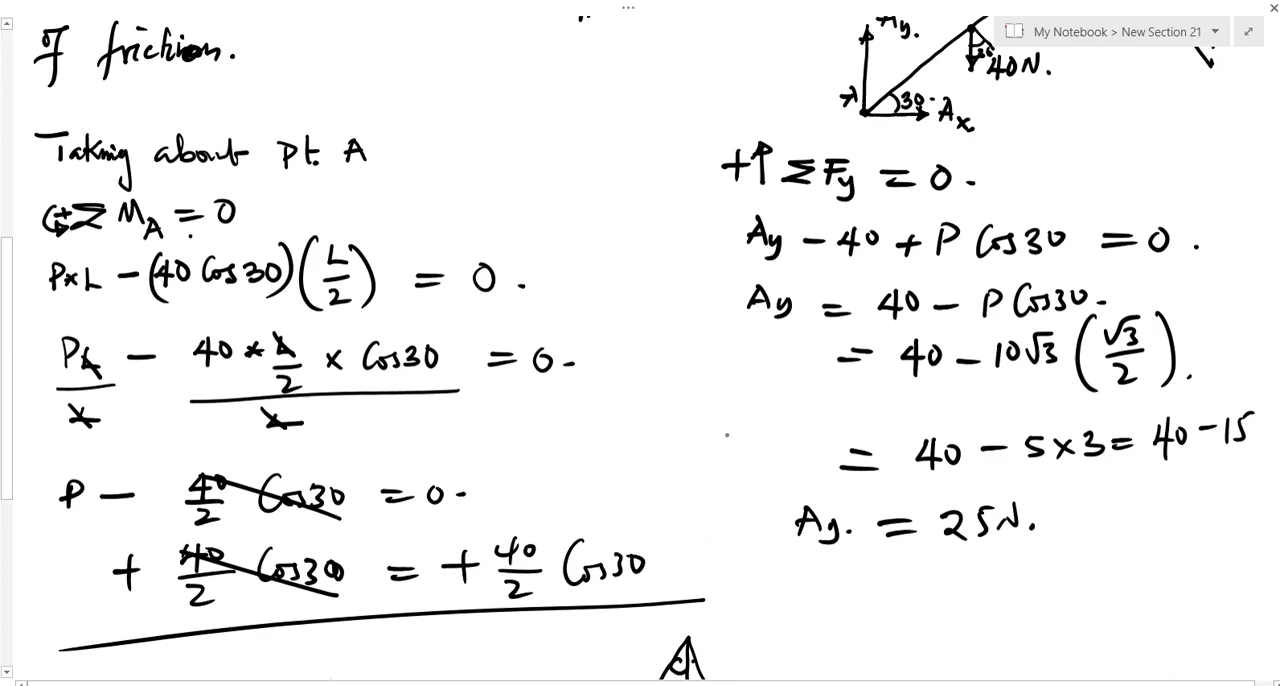 of friction.
Taking about pt. A
+ Σ M_A = 0
P×L - (40 Cos30)(L/2) = 0.
PL/L - (40 * L/2 × Cos30)/L = 0.
P - 40/2 Cos30 = 0.
+ 40/2 Cos30 = + 40/2 Cos30
My Notebook > New Section 21
Ay.
40N.
A
30°
Ax
+↑ ΣFy = 0.
Ay - 40 + P Cos30 = 0.
Ay = 40 - P Cos30.
= 40 - 10√3 (√3/2).
= 40 - 5×3 = 40 - 15
Ay. = 25N.